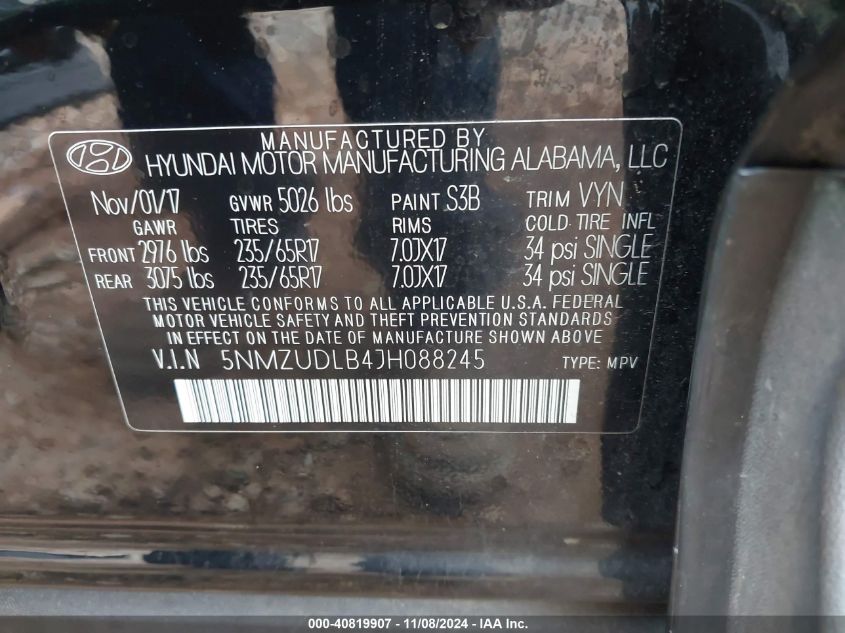 MANUFACTURED BY
HYUNDAI MOTOR MANUFACTURING ALABAMA, LLC
Nov/01/17 GVWR 5026 lbs PAINT S3B TRIM VYN
GAWR TIRES RIMS COLD TIRE INFL
FRONT 2976 lbs 235/65R17 7.0JX17 34 psi SINGLE
REAR 3075 lbs 235/65R17 7.0JX17 34 psi SINGLE
THIS VEHICLE CONFORMS TO ALL APPLICABLE U.S.A. FEDERAL
MOTOR VEHICLE SAFETY AND THEFT PREVENTION STANDARDS
IN EFFECT ON THE DATE OF MANUFACTURE SHOWN ABOVE.
V.I.N 5NMZUDLB4JH088245 TYPE: MPV
000-40819907 - 11/08/2024 - IAA Inc.